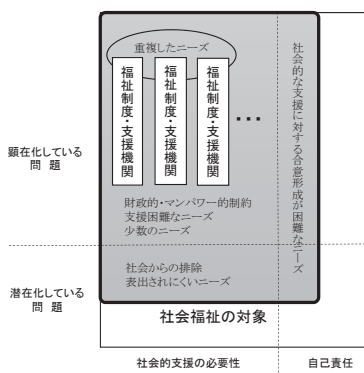 重複したニーズ
福祉制度・支援機関
福祉制度・支援機関
福祉制度・支援機関
…
社会的な支援に対する合意形成が困難なニーズ
顕在化している
問 題
財政的・マンパワー的制約
支援困難なニーズ
少数のニーズ
社会からの排除
表出されにくいニーズ
潜在化している
問 題
社会福祉の対象
社会的支援の必要性
自己責任